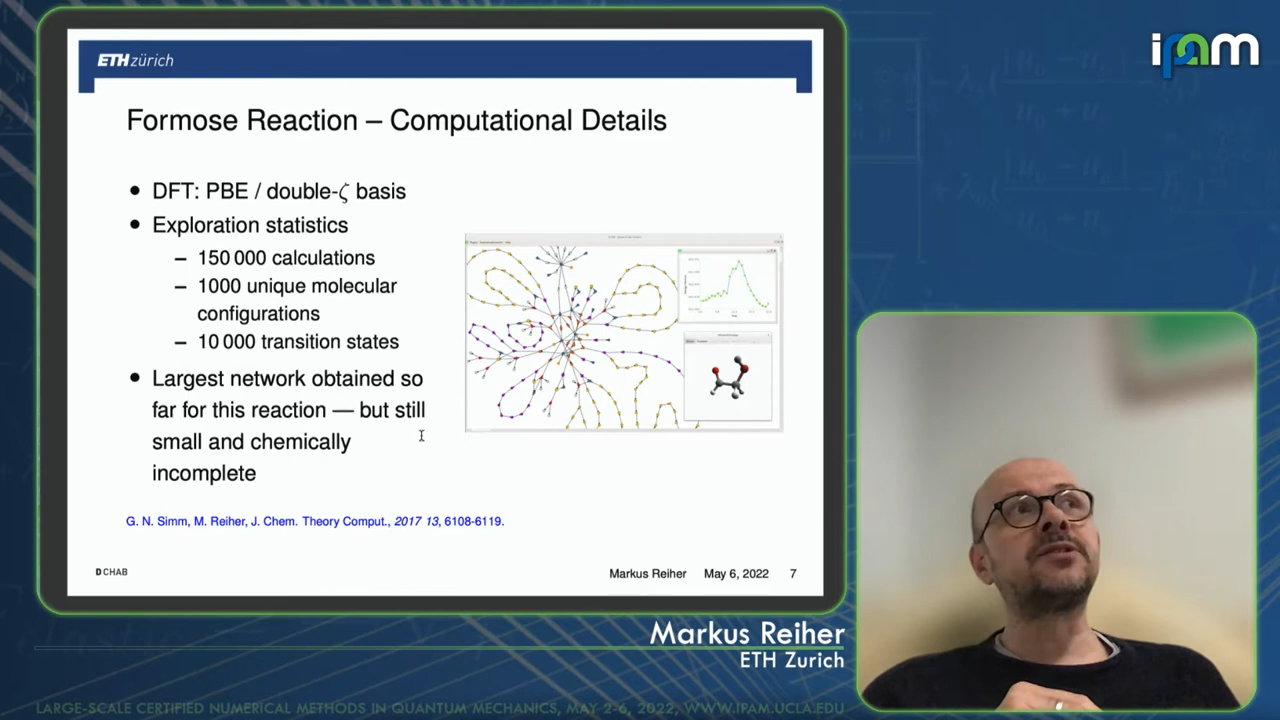 ETH zürich
ipam
Formose Reaction – Computational Details
• DFT: PBE / double-ζ basis
• Exploration statistics
– 150 000 calculations
– 1000 unique molecular
configurations
– 10 000 transition states
• Largest network obtained so
far for this reaction — but still
small and chemically
incomplete
G. N. Simm, M. Reiher, J. Chem. Theory Comput., 2017 13, 6108-6119.
D CHAB
Markus Reiher May 6, 2022 7
Markus Reiher
ETH Zurich
LARGE-SCALE CERTIFIED NUMERICAL METHODS IN QUANTUM MECHANICS, MAY 2-6, 2022, WWW.IPAM.UCLA.EDU